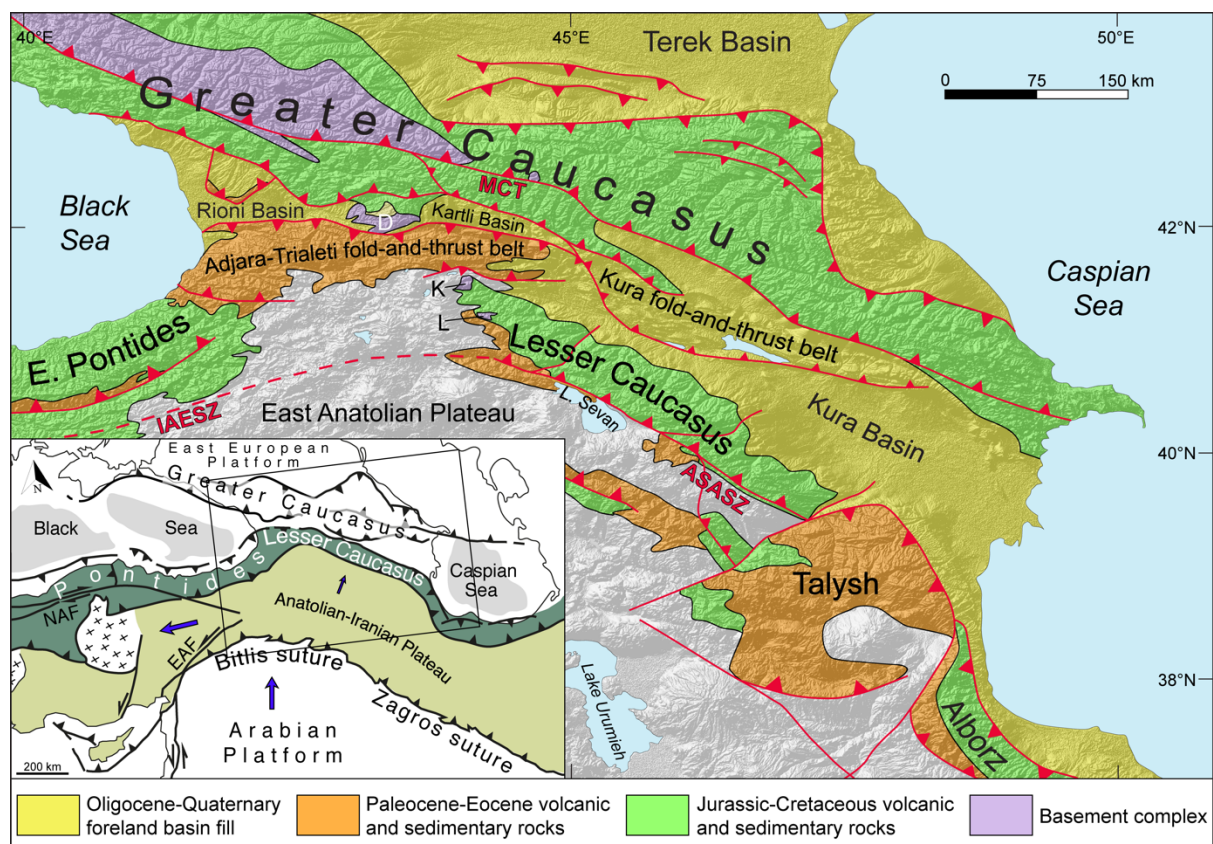 40°E
45°E
50°E
Terek Basin
0 75 150 km
Greater Caucasus
MCT
Black
Sea
Rioni Basin
D
Kartli Basin
42°N
Adjara-Trialeti fold-and-thrust belt
Caspian
Sea
K
Kura fold-and-thrust belt
L
E. Pontides
Lesser Caucasus
IAESZ
East Anatolian Plateau
L. Sevan
Kura Basin
40°N
ASASZ
Talysh
Lake Urumieh
38°N
Alborz
East European
Platform
N
Greater Caucasus
Black Sea
Lesser Caucasus
Pontides
Caspian
Sea
NAF
Anatolian-Iranian Plateau
EAF
Bitlis suture
Zagros suture
Arabian
Platform
200 km
Oligocene-Quaternary
foreland basin fill
Paleocene-Eocene volcanic
and sedimentary rocks
Jurassic-Cretaceous volcanic
and sedimentary rocks
Basement complex